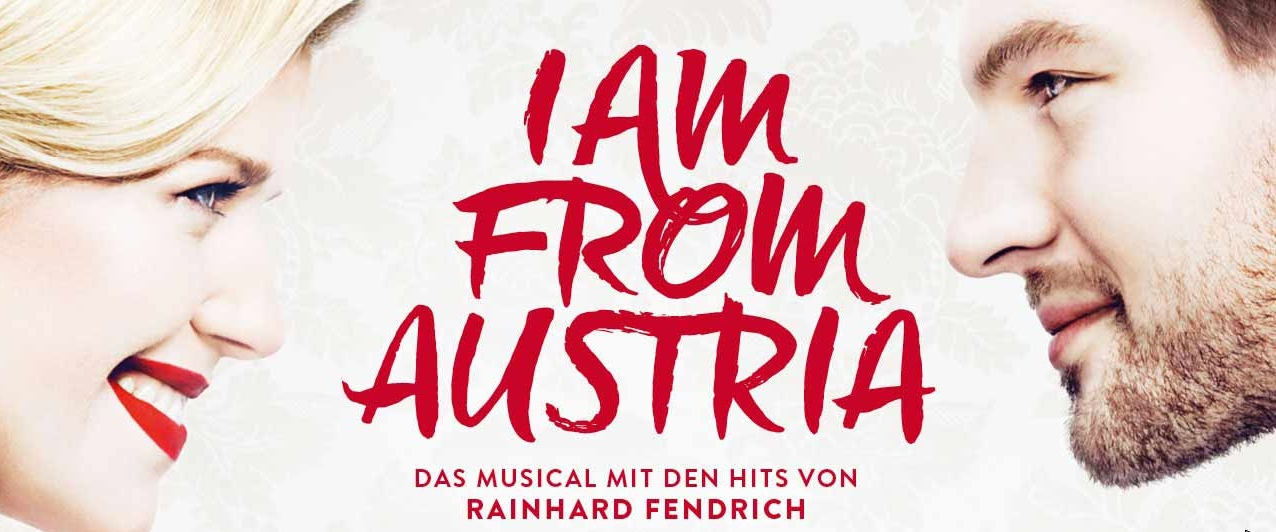 I AM
FROM
AUSTRIA
DAS MUSICAL MIT DEN HITS VON
RAINHARD FENDRICH